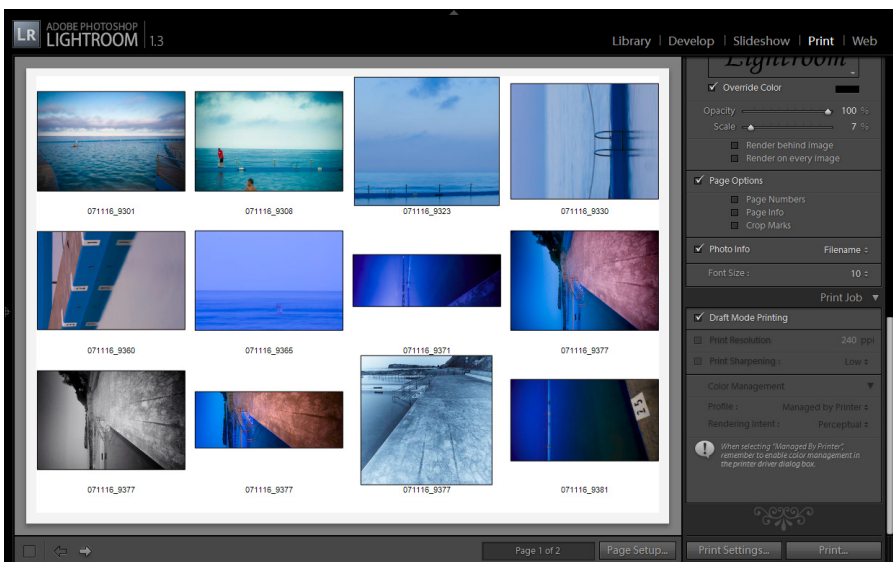 LR ADOBE PHOTOSHOP
LIGHTROOM 1.3
Library | Develop | Slideshow | Print | Web
071116_9301 071116_9308 071116_9323 071116_9330
071116_9360 071116_9365 071116_9371 071116_9377
25
071116_9377 071116_9377 071116_9377 071116_9381
Lightroom
Override Color
Opacity 100 %
Scale 7 %
Render behind image
Render on every image
Page Options
Page Numbers
Page Info
Crop Marks
Photo Info Filename
Font Size : 10
Print Job
Draft Mode Printing
Print Resolution 240 ppi
Print Sharpening : Low
Color Management
Profile : Managed by Printer
Rendering Intent : Perceptual
When selecting "Managed By Printer",
remember to enable color management in
the printer driver dialog box.
Page 1 of 2 Page Setup... Print Settings... Print...